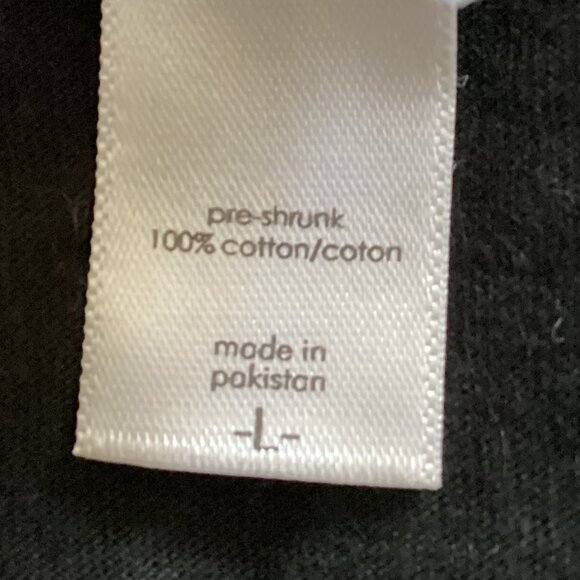 pre-shrunk
100% cotton/coton
made in
pakistan
-L-